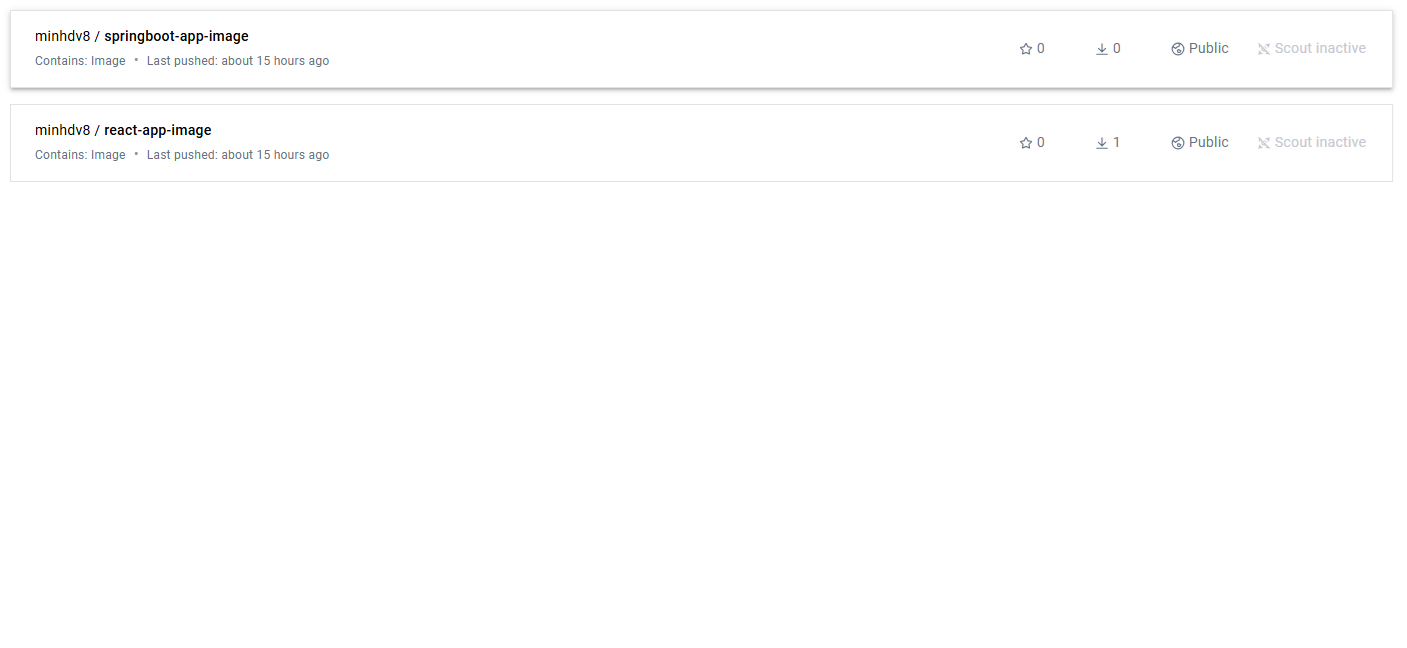 minhdv8 / springboot-app-image
Contains: Image • Last pushed: about 15 hours ago
0 0 Public Scout inactive
minhdv8 / react-app-image
Contains: Image • Last pushed: about 15 hours ago
0 1 Public Scout inactive